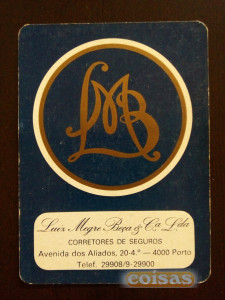 LMB
Luiz Megre Beça & Cª. Lda
CORRETORES DE SEGUROS
Avenida dos Aliados, 20-4.º — 4000 Porto
Telef. 29908/9-29900
coisas